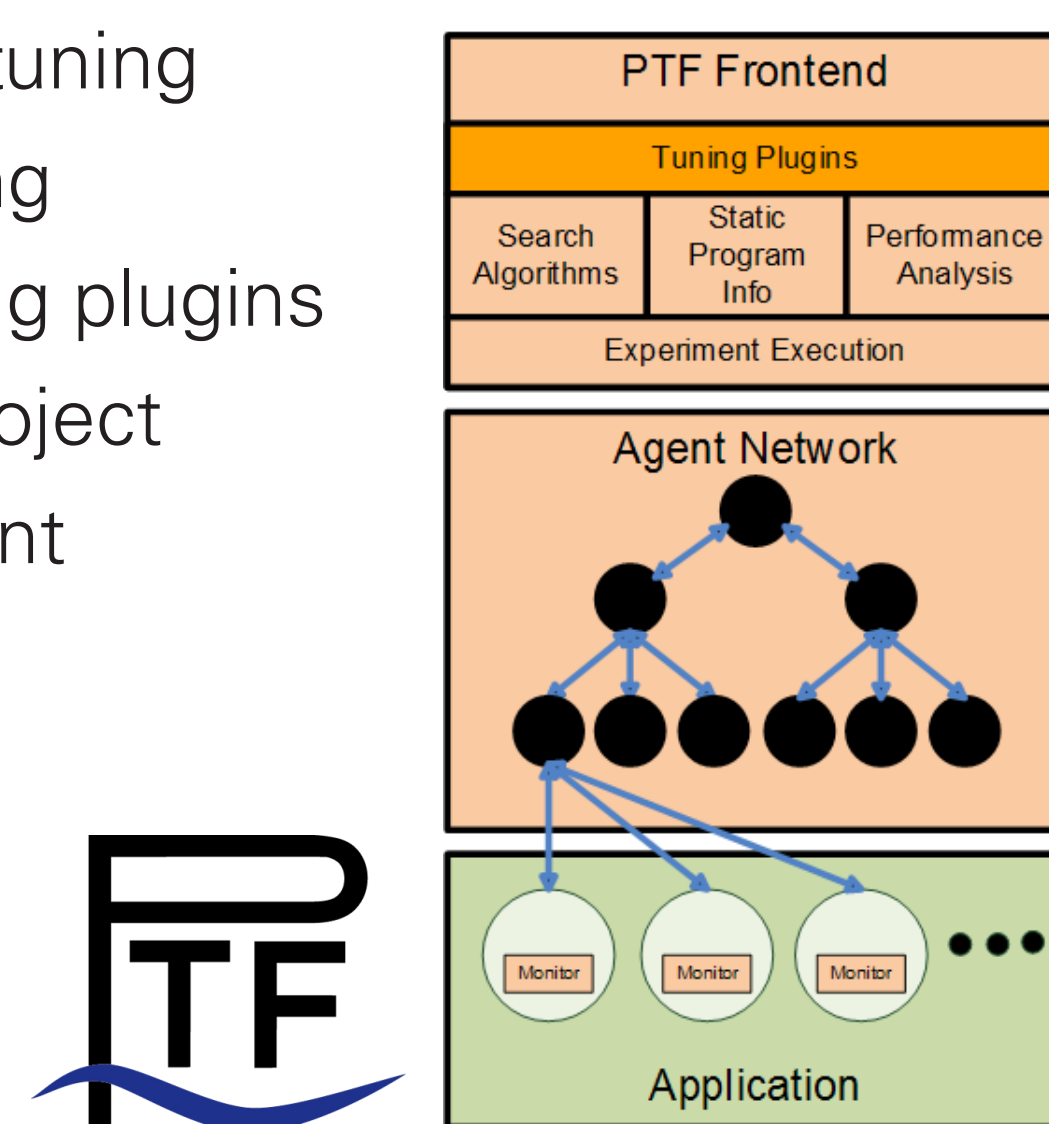 tuning
g plugins
nt
PTF Frontend
Tuning Plugins
Search
Algorithms
Static
Program
Info
Performance
Analysis
Experiment Execution
Agent Network
Monitor
Monitor
Monitor
Application
PTF